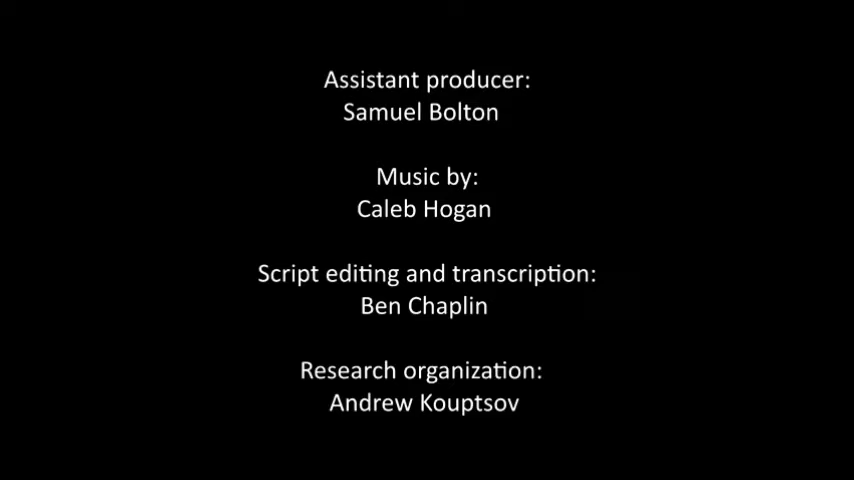 Assistant producer:
Samuel Bolton
Music by:
Caleb Hogan
Script editing and transcription:
Ben Chaplin
Research organization:
Andrew Kouptsov